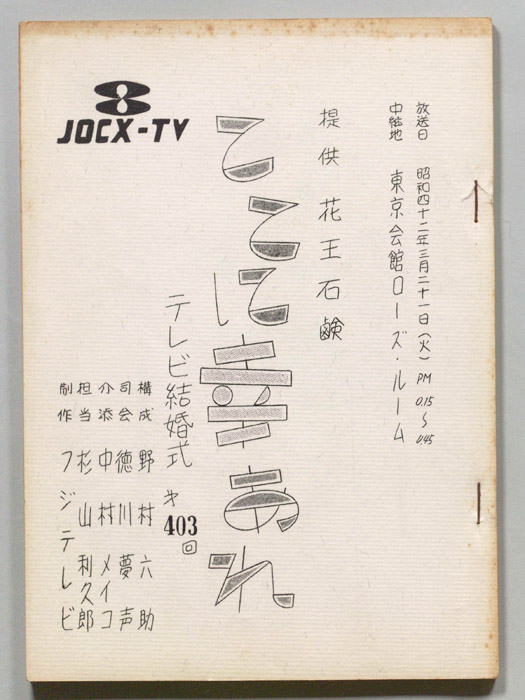 放送日 昭和四十二年三月二十一日(火)PM 0.15〜0.45
中継地 東京会館ローズ・ルーム
提供 花王石鹸
ここに幸あれ
テレビ結婚式 才403回
構成 野村六助
司会 徳川夢声
介添 中村メイコ
担当 杉山利久郎
制作 フジテレビ
JOCX-TV